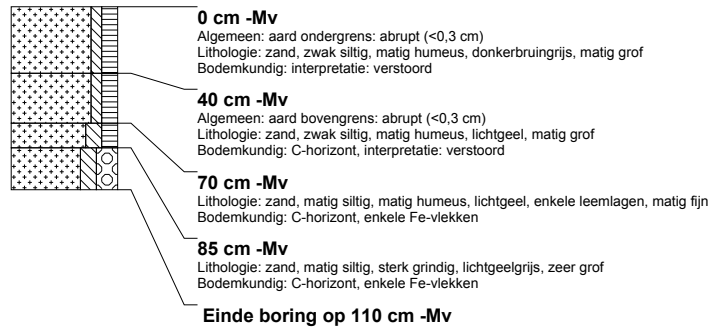 0 cm -Mv
Algemeen: aard ondergrens: abrupt (<0,3 cm)
Lithologie: zand, zwak siltig, matig humeus, donkerbruingrijs, matig grof
Bodemkundig: interpretatie: verstoord
40 cm -Mv
Algemeen: aard bovengrens: abrupt (<0,3 cm)
Lithologie: zand, zwak siltig, matig humeus, lichtgeel, matig grof
Bodemkundig: C-horizont, interpretatie: verstoord
70 cm -Mv
Lithologie: zand, matig siltig, matig humeus, lichtgeel, enkele leemlagen, matig fijn
Bodemkundig: C-horizont, enkele Fe-vlekken
85 cm -Mv
Lithologie: zand, matig siltig, sterk grindig, lichtgeelgrijs, zeer grof
Bodemkundig: C-horizont, enkele Fe-vlekken
Einde boring op 110 cm -Mv